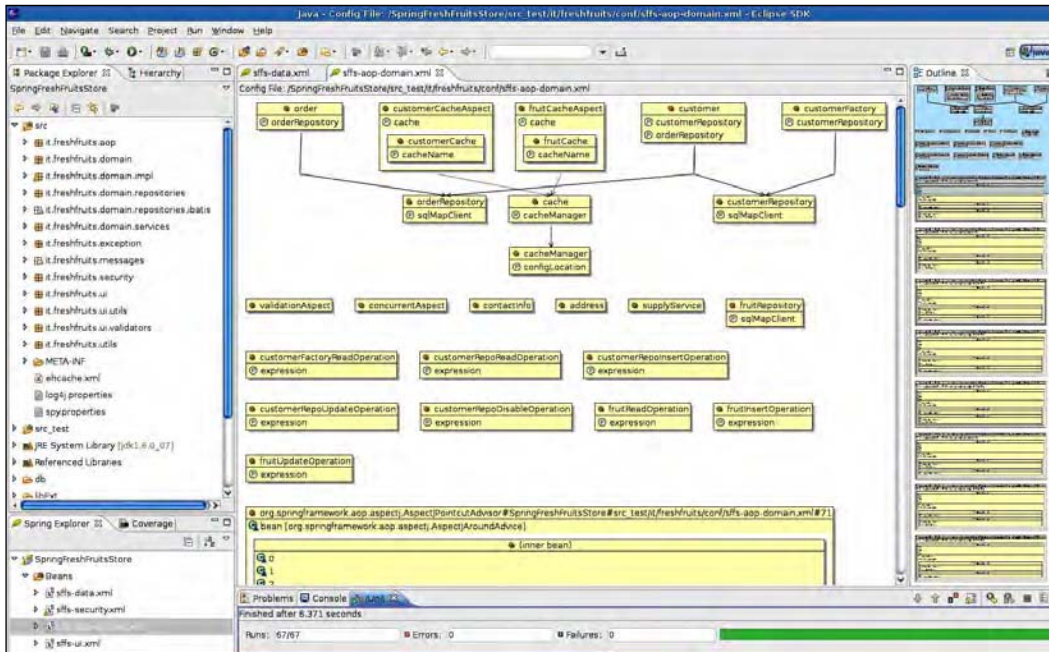 Java - Config File: /SpringFreshFruitsStore/src_test/it/freshfruits/conf/sffs-aop-domain.xml - Eclipse SDK
File Edit Navigate Search Project Run Window Help
Package Explorer Hierarchy
SpringFreshFruitsStore
src
it.freshfruits.aop
it.freshfruits.domain
it.freshfruits.domain.impl
it.freshfruits.domain.repositories
it.freshfruits.domain.repositories.ibatis
it.freshfruits.domain.services
it.freshfruits.exception
it.freshfruits.messages
it.freshfruits.security
it.freshfruits.ui
it.freshfruits.ui.utils
it.freshfruits.ui.validators
it.freshfruits.utils
META-INF
ehcache.xml
log4j.properties
spy.properties
src_test
JRE System Library [jdk1.6.0_07]
Referenced Libraries
db
libExt
Spring Explorer Coverage
SpringFreshFruitsStore
Beans
sffs-data.xml
sffs-security.xml
sffs-ui.xml
sffs-data.xml sffs-aop-domain.xml
Config File: /SpringFreshFruitsStore/src_test/it/freshfruits/conf/sffs-aop-domain.xml
order
orderRepository
customerCacheAspect
cache
customerCache
cacheName
fruitCacheAspect
cache
fruitCache
cacheName
customer
customerRepository
orderRepository
customerFactory
customerRepository
orderRepository
sqlMapClient
cache
cacheManager
customerRepository
sqlMapClient
cacheManager
configLocation
validationAspect
concurrentAspect
contactInfo
address
supplyService
fruitRepository
sqlMapClient
customerFactoryReadOperation
expression
customerRepoReadOperation
expression
customerRepoInsertOperation
expression
customerRepoUpdateOperation
expression
customerRepoDisableOperation
expression
fruitReadOperation
expression
fruitInsertOperation
expression
fruitUpdateOperation
expression
org.springframework.aop.aspectj.AspectJPointcutAdvisor#SpringFreshFruitsStore#src_test/it/freshfruits/conf/sffs-aop-domain.xml#71
bean [org.springframework.aop.aspectj.AspectJAroundAdvice]
(inner bean)
0
1
2
Outline
Problems Console JUnit
Finished after 6.371 seconds
Runs: 67/67 Errors: 0 Failures: 0